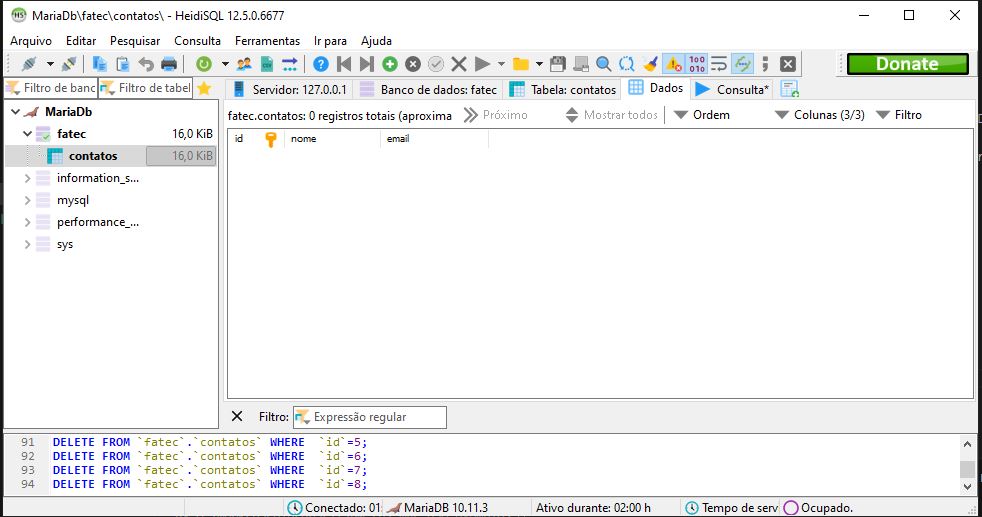 MariaDb\fatec\contatos\ - HeidiSQL 12.5.0.6677
Arquivo Editar Pesquisar Consulta Ferramentas Ir para Ajuda
Donate
Filtro de banc Filtro de tabel
Servidor: 127.0.0.1 Banco de dados: fatec Tabela: contatos Dados Consulta*
MariaDb
fatec 16,0 KiB
contatos 16,0 KiB
information_s...
mysql
performance_...
sys
fatec.contatos: 0 registros totais (aproxima Próximo Mostrar todos Ordem Colunas (3/3) Filtro
id nome email
Filtro: Expressão regular
91 DELETE FROM `fatec`.`contatos` WHERE  `id`=5;
92 DELETE FROM `fatec`.`contatos` WHERE  `id`=6;
93 DELETE FROM `fatec`.`contatos` WHERE  `id`=7;
94 DELETE FROM `fatec`.`contatos` WHERE  `id`=8;
Conectado: 01: MariaDB 10.11.3 Ativo durante: 02:00 h Tempo de serv Ocupado.